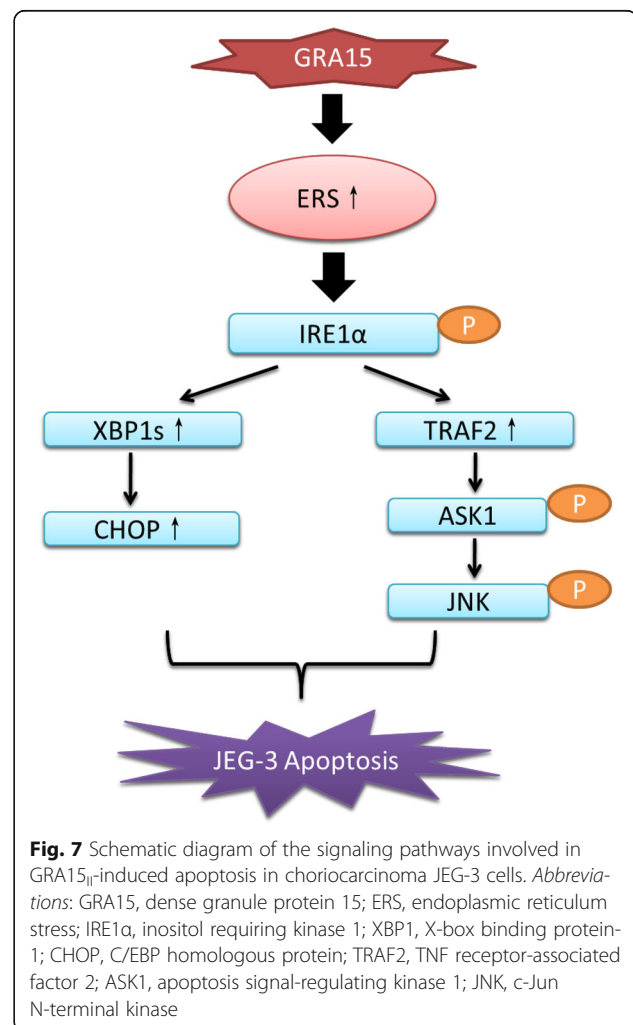 GRA15
ERS ↑
IRE1α
P
XBP1s ↑
TRAF2 ↑
CHOP ↑
ASK1
P
JNK
P
JEG-3 Apoptosis
Fig. 7 Schematic diagram of the signaling pathways involved in
GRA15II-induced apoptosis in choriocarcinoma JEG-3 cells. Abbrevia-
tions: GRA15, dense granule protein 15; ERS, endoplasmic reticulum
stress; IRE1α, inositol requiring kinase 1; XBP1, X-box binding protein-
1; CHOP, C/EBP homologous protein; TRAF2, TNF receptor-associated
factor 2; ASK1, apoptosis signal-regulating kinase 1; JNK, c-Jun
N-terminal kinase